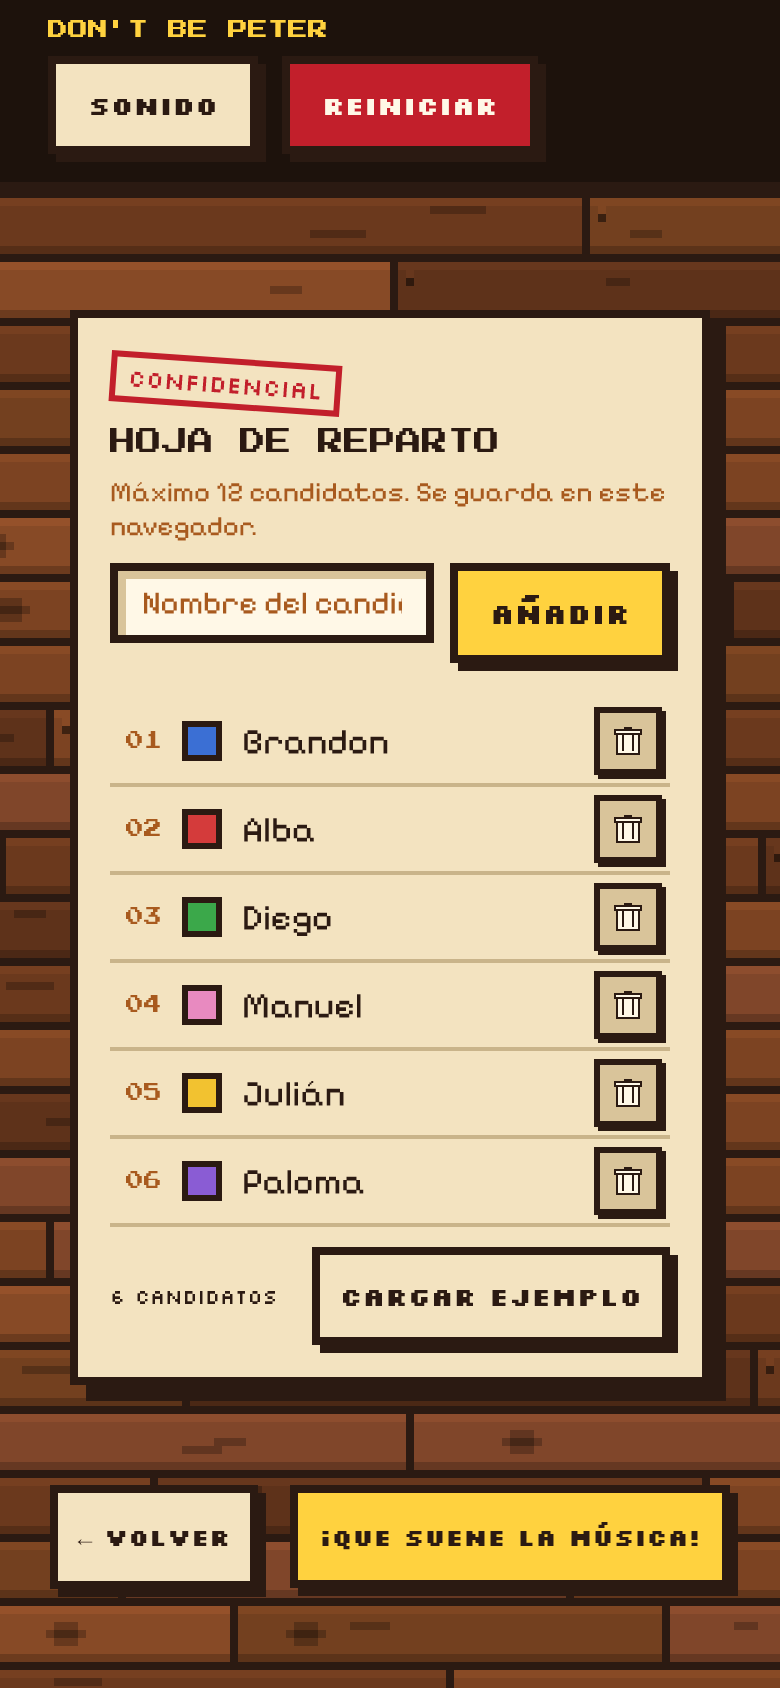 DON'T BE PETER
SONIDO
REINICIAR
CONFIDENCIAL
HOJA DE REPARTO
Máximo 12 candidatos. Se guarda en este
navegador.
Nombre del candi
AÑADIR
01 Brandon
02 Alba
03 Diego
04 Manuel
05 Julián
06 Paloma
6 CANDIDATOS
CARGAR EJEMPLO
← VOLVER
¡QUE SUENE LA MÚSICA!